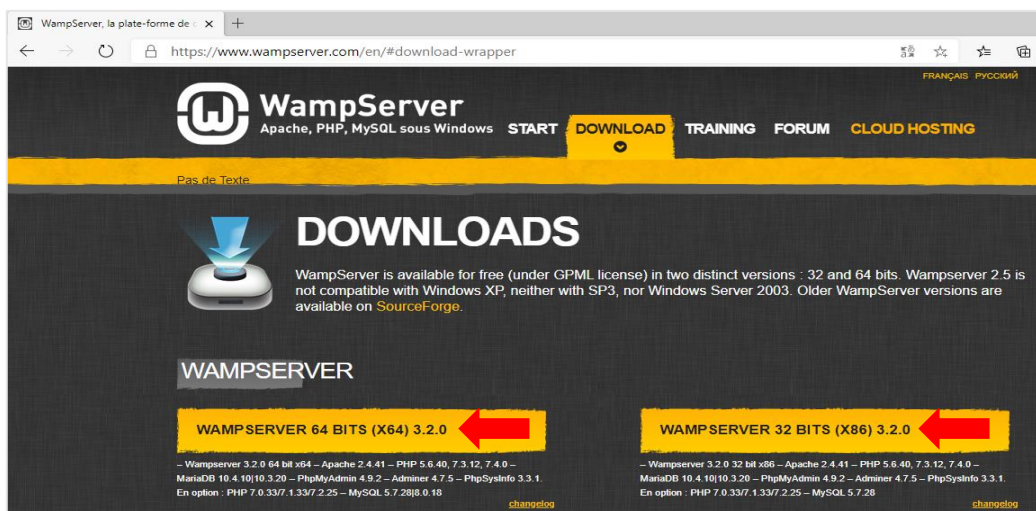 WampServer, la plate-forme de
https://www.wampserver.com/en/#download-wrapper
FRANÇAIS РУССКИЙ
WampServer
Apache, PHP, MySQL sous Windows
START DOWNLOAD TRAINING FORUM CLOUD HOSTING
Pas de Texte
DOWNLOADS
WampServer is available for free (under GPML license) in two distinct versions : 32 and 64 bits. Wampserver 2.5 is
not compatible with Windows XP, neither with SP3, nor Windows Server 2003. Older WampServer versions are
available on SourceForge.
WAMPSERVER
WAMPSERVER 64 BITS (X64) 3.2.0
– Wampserver 3.2.0 64 bit x64 – Apache 2.4.41 – PHP 5.6.40, 7.3.12, 7.4.0 –
MariaDB 10.4.10|10.3.20 – PhpMyAdmin 4.9.2 – Adminer 4.7.5 – PhpSysInfo 3.3.1.
En option : PHP 7.0.33/7.1.33/7.2.25 – MySQL 5.7.28|8.0.18
changelog
WAMPSERVER 32 BITS (X86) 3.2.0
– Wampserver 3.2.0 32 bit x86 – Apache 2.4.41 – PHP 5.6.40, 7.3.12, 7.4.0 –
MariaDB 10.4.10|10.3.20 – PhpMyAdmin 4.9.2 – Adminer 4.7.5 – PhpSysInfo 3.3.1.
En option : PHP 7.0.33/7.1.33/7.2.25 – MySQL 5.7.28
changelog